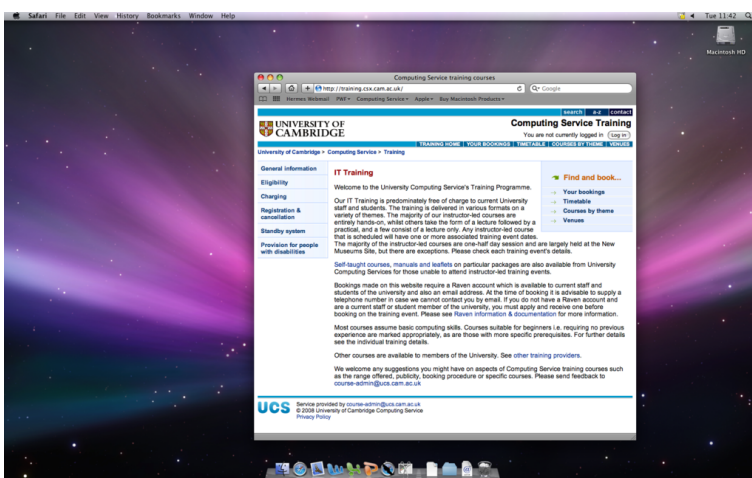 Safari File Edit View History Bookmarks Window Help
Tue 11:42
Macintosh HD
Computing Service training courses
http://training.csx.cam.ac.uk/
Google
Hermes Webmail PWF Computing Service Apple Buy Macintosh Products
search a-z contact
UNIVERSITY OF
CAMBRIDGE
Computing Service Training
You are not currently logged in Log in
TRAINING HOME YOUR BOOKINGS TIMETABLE COURSES BY THEME VENUES
University of Cambridge > Computing Service > Training
General information
Eligibility
Charging
Registration &
cancellation
Standby system
Provision for people
with disabilities
IT Training
Welcome to the University Computing Service's Training Programme.
Our IT Training is predominately free of charge to current University
staff and students. The training is delivered in various formats on a
variety of themes. The majority of our instructor-led courses are
entirely hands-on, whilst others take the form of a lecture followed by a
practical, and a few consist of a lecture only. Any instructor-led course
that is scheduled will have one or more associated training event dates.
The majority of the instructor-led courses are one-half day session and are largely held at the New
Museums Site, but there are exceptions. Please check each training event's details.
Self-taught courses, manuals and leaflets on particular packages are also available from University
Computing Services for those unable to attend instructor-led training events.
Bookings made on this website require a Raven account which is available to current staff and
students of the university and also an email address. At the time of booking it is advisable to supply a
telephone number in case we cannot contact you by email. If you do not have a Raven account and
are a current staff or student member of the university, you must apply and receive one before
booking on the training event. Please see Raven information & documentation for more information.
Most courses assume basic computing skills. Courses suitable for beginners i.e. requiring no previous
experience are marked appropriately, as are those with more specific prerequisites. For further details
see the individual training details.
Other courses are available to members of the University. See other training providers.
We welcome any suggestions you might have on aspects of Computing Service training courses such
as the range offered, publicity, booking procedure or specific courses. Please send feedback to
course-admin@ucs.cam.ac.uk
Find and book...
Your bookings
Timetable
Courses by theme
Venues
UCS
Service provided by course-admin@ucs.cam.ac.uk
© 2008 University of Cambridge Computing Service
Privacy Policy